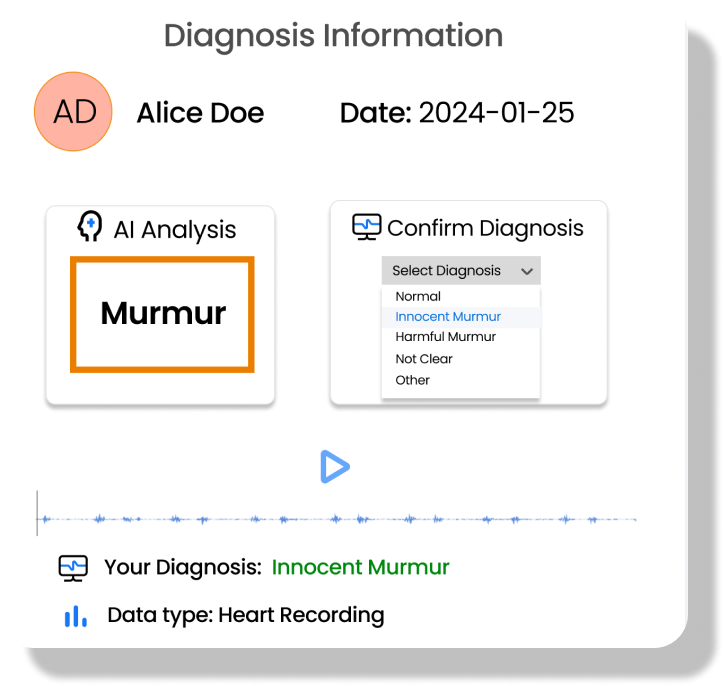 Diagnosis Information
AD
Alice Doe
Date: 2024-01-25
AI Analysis
Murmur
Confirm Diagnosis
Select Diagnosis
Normal
Innocent Murmur
Harmful Murmur
Not Clear
Other
Your Diagnosis: Innocent Murmur
Data type: Heart Recording